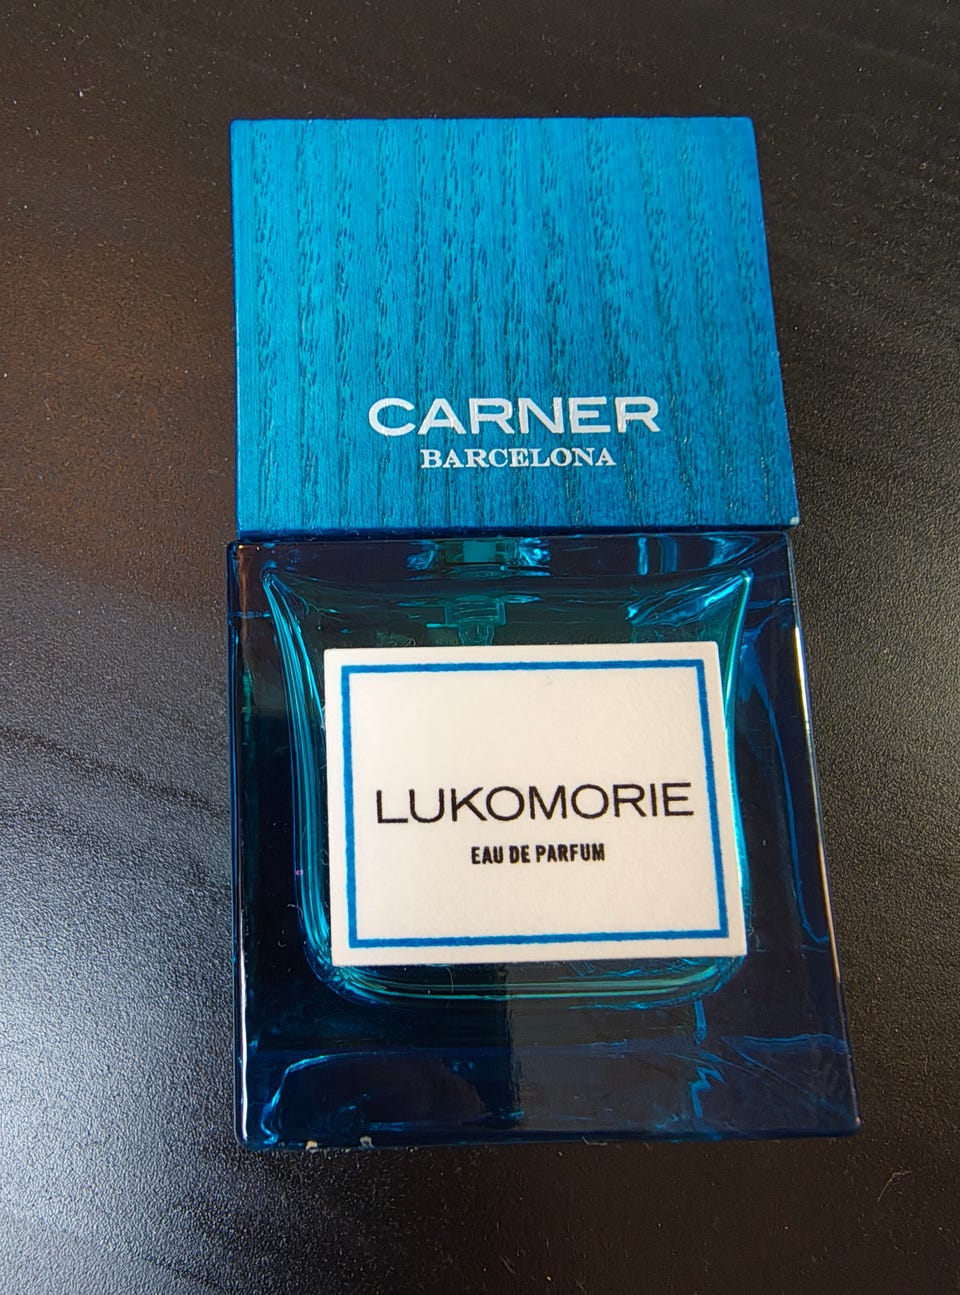 CARNER
BARCELONA
LUKOMORIE
EAU DE PARFUM